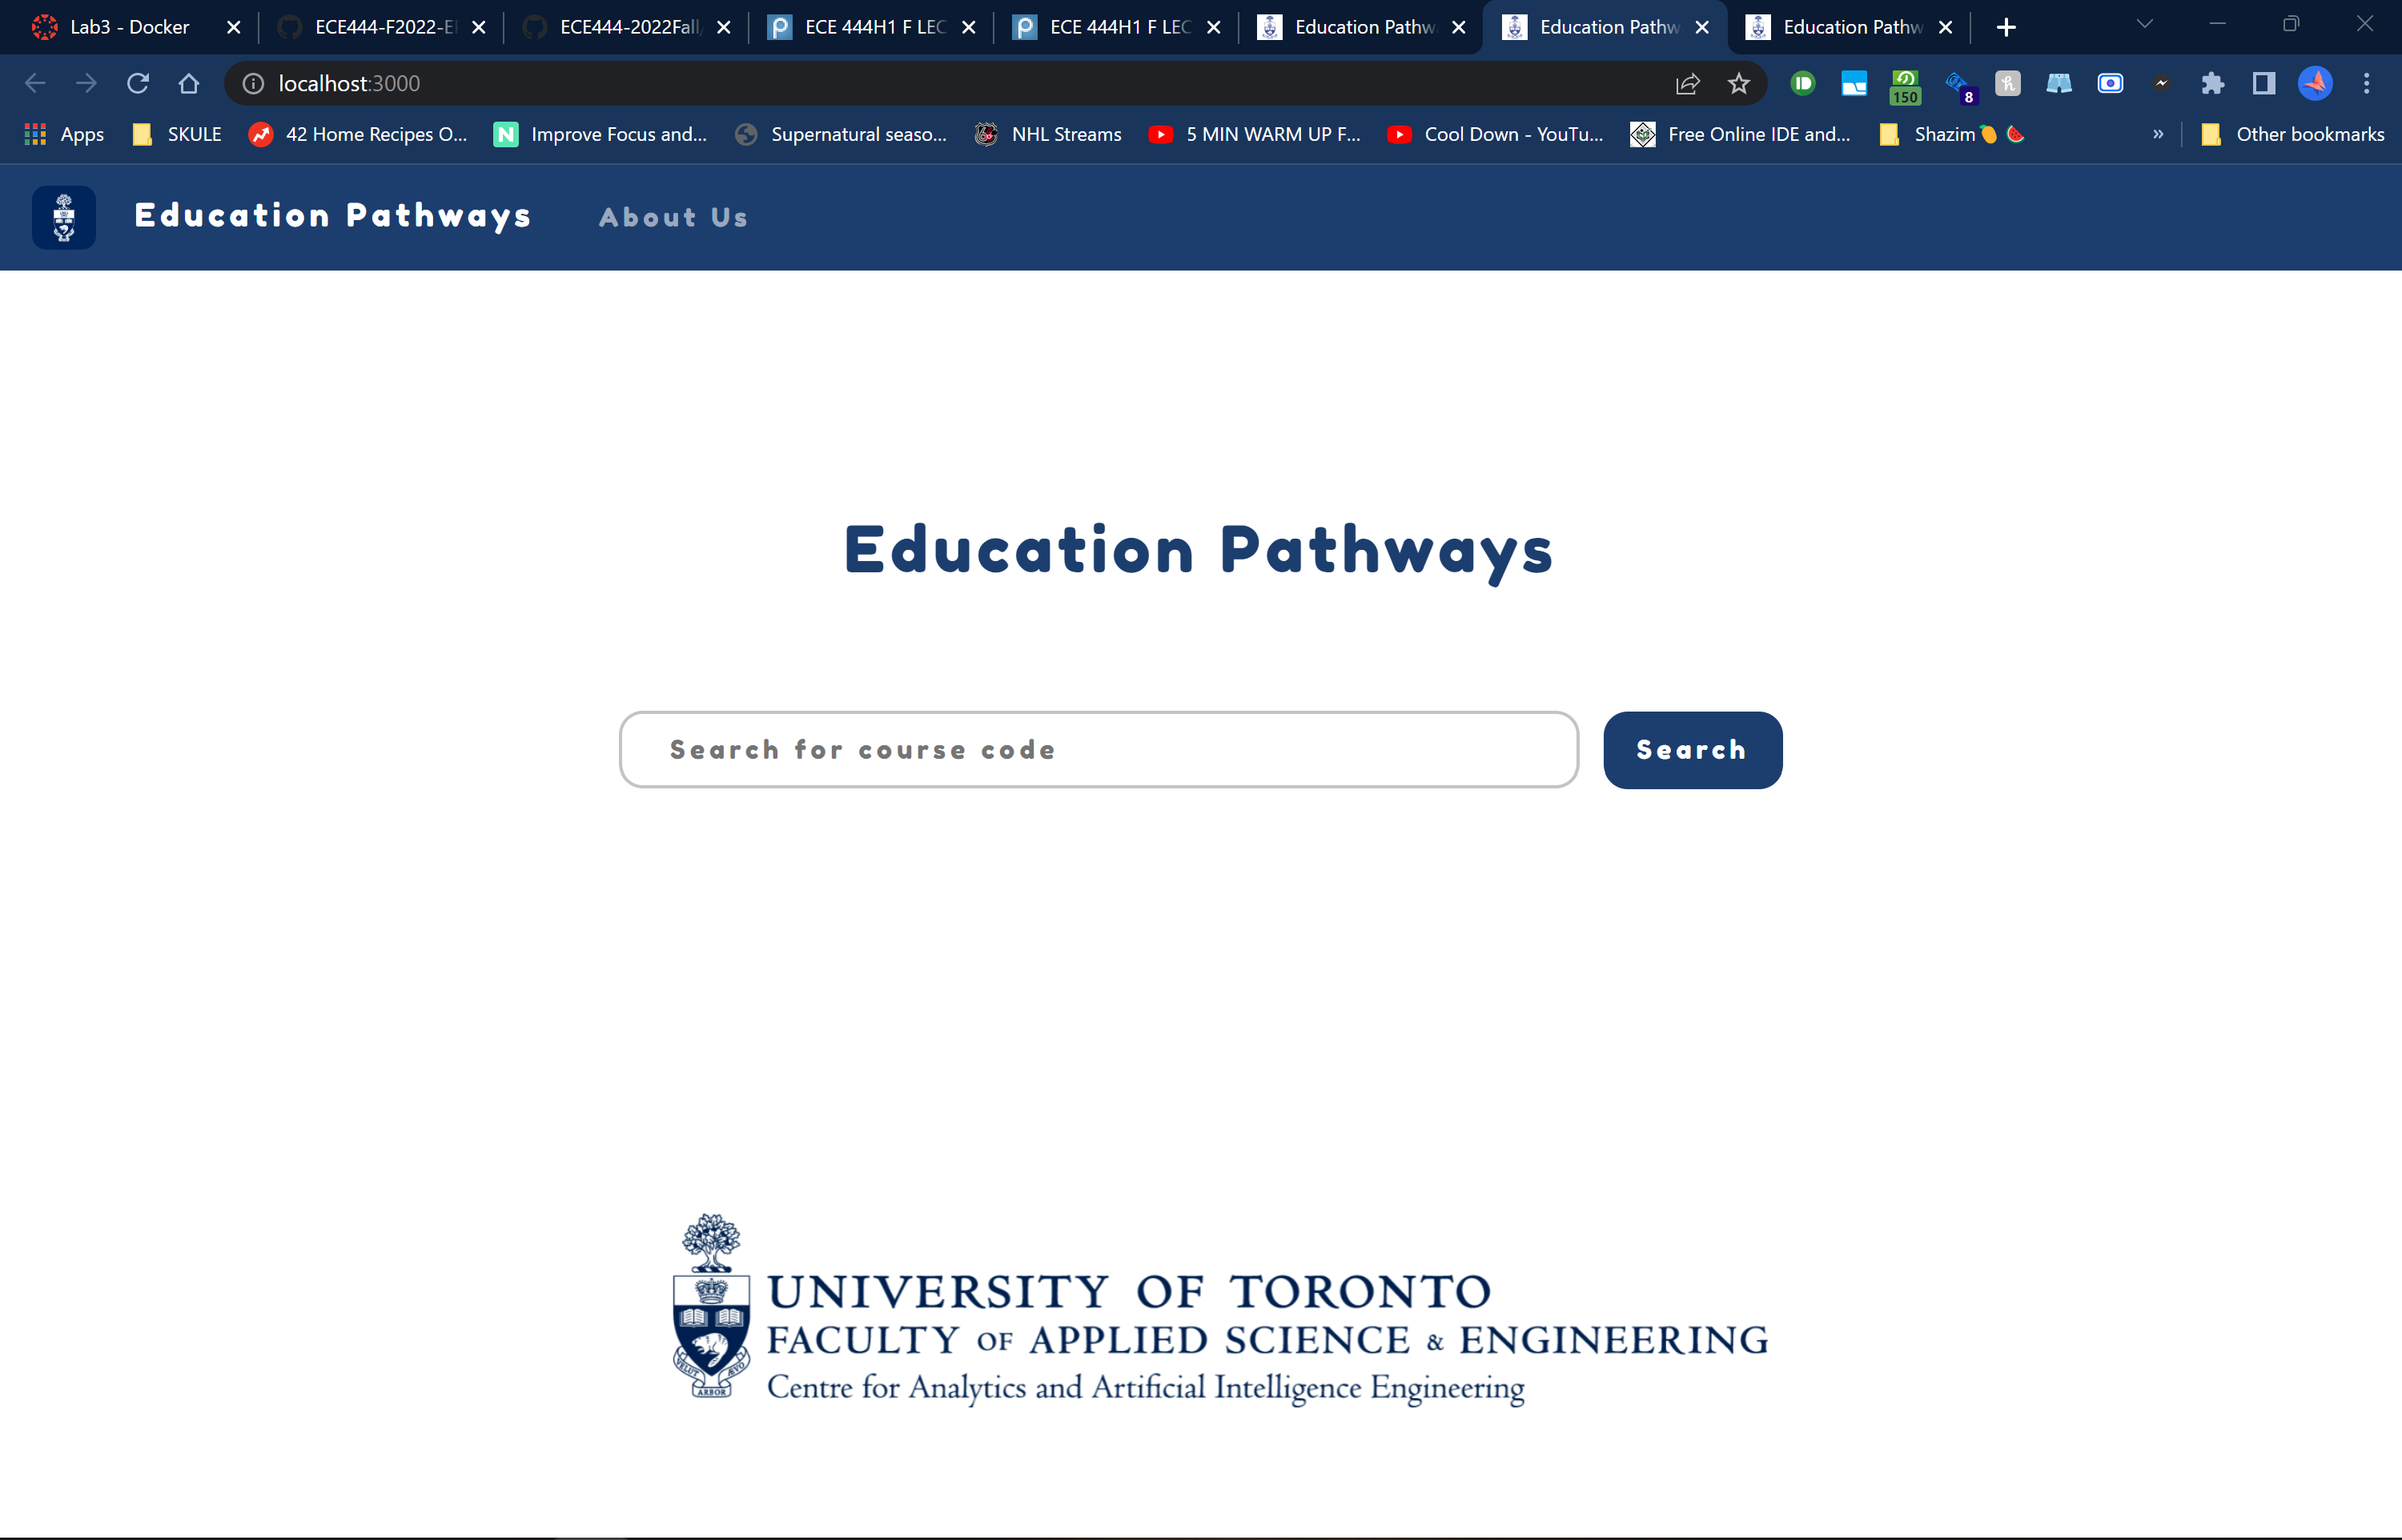 Lab3 - Docker
ECE444-F2022-E
ECE444-2022Fall
ECE 444H1 F LEC
ECE 444H1 F LEC
Education Pathw
Education Pathw
Education Pathw
localhost:3000
150
8
Apps
SKULE
42 Home Recipes O...
Improve Focus and...
Supernatural seaso...
NHL Streams
5 MIN WARM UP F...
Cool Down - YouTu...
Free Online IDE and...
Shazim🥭🍉
»
Other bookmarks
Education Pathways
About Us
Education Pathways
Search for course code
Search
UNIVERSITY OF TORONTO
FACULTY OF APPLIED SCIENCE & ENGINEERING
Centre for Analytics and Artificial Intelligence Engineering
VELUT ARBOR ÆVO